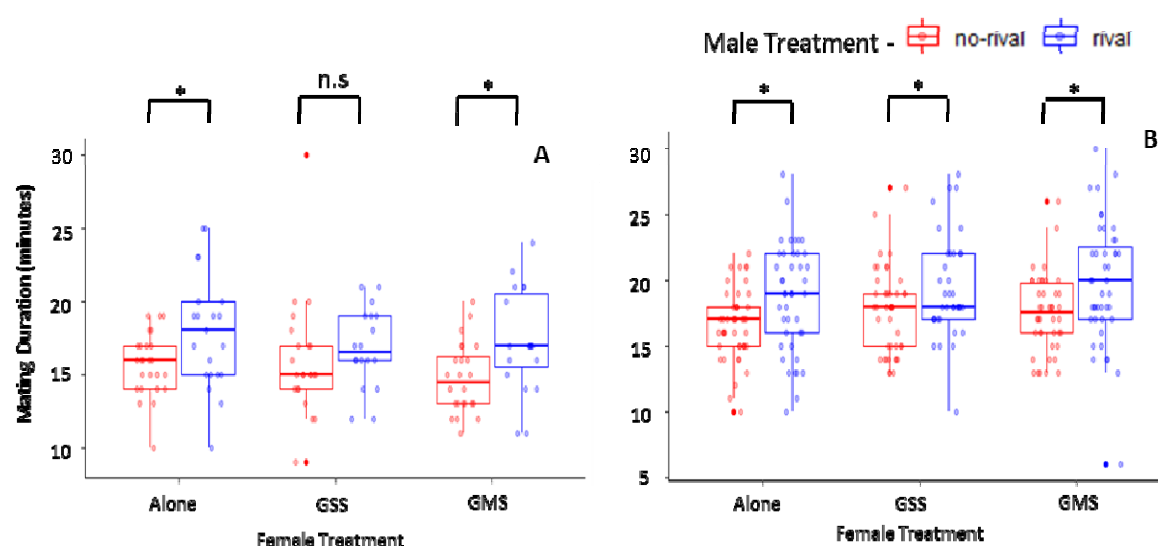 Male Treatment - no-rival rival
* n.s * * * *
A B
30 25 20 15 10
30 25 20 15 10 5
Mating Duration (minutes)
Alone GSS GMS
Alone GSS GMS
Female Treatment
Female Treatment